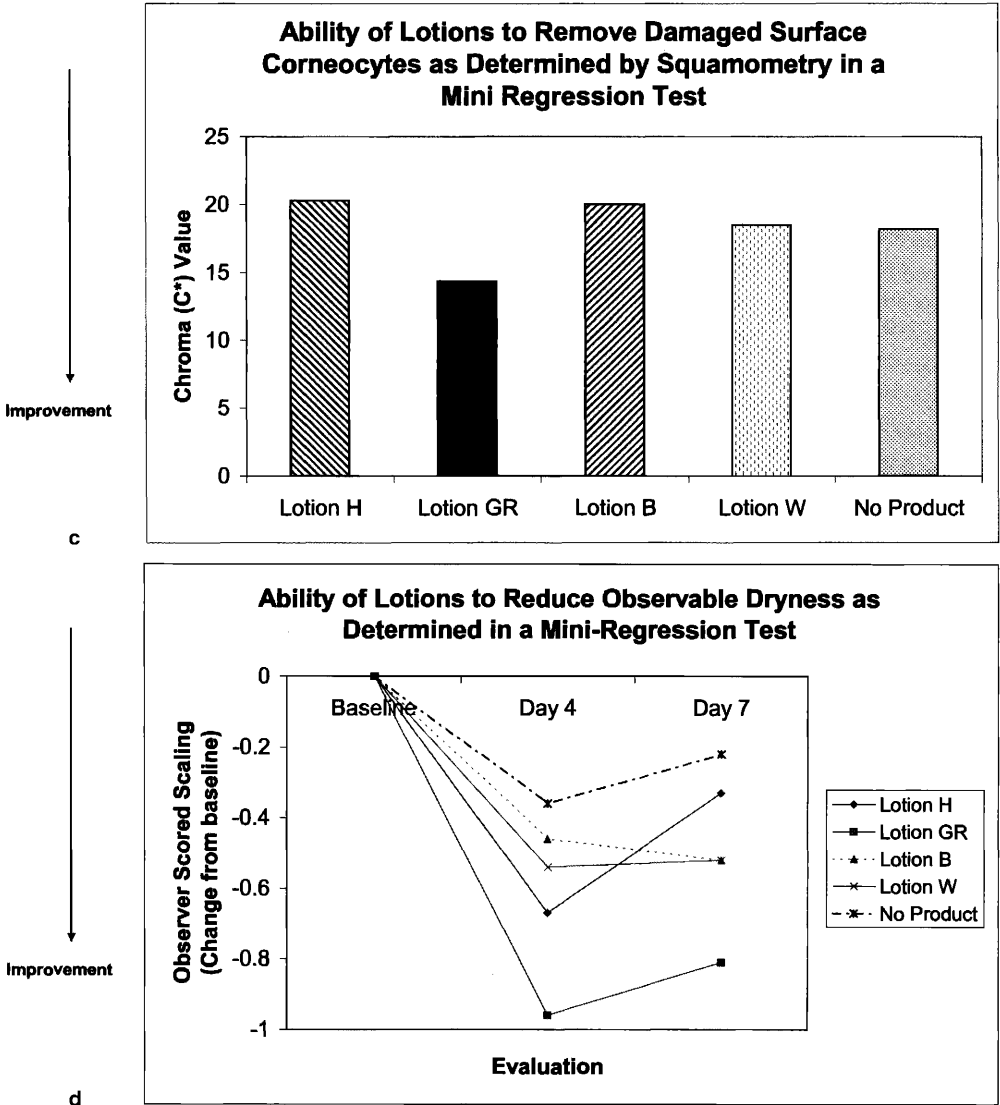 Ability of Lotions to Remove Damaged Surface
Corneocytes as Determined by Squamometry in a
Mini Regression Test
Chroma (C*) Value
25
20
15
10
5
0
Lotion H
Lotion GR
Lotion B
Lotion W
No Product
Improvement
c
Ability of Lotions to Reduce Observable Dryness as
Determined in a Mini-Regression Test
Observer Scored Scaling
(Change from baseline)
0
-0.2
-0.4
-0.6
-0.8
-1
Baseline
Day 4
Day 7
Lotion H
Lotion GR
Lotion B
Lotion W
No Product
Evaluation
Improvement
d